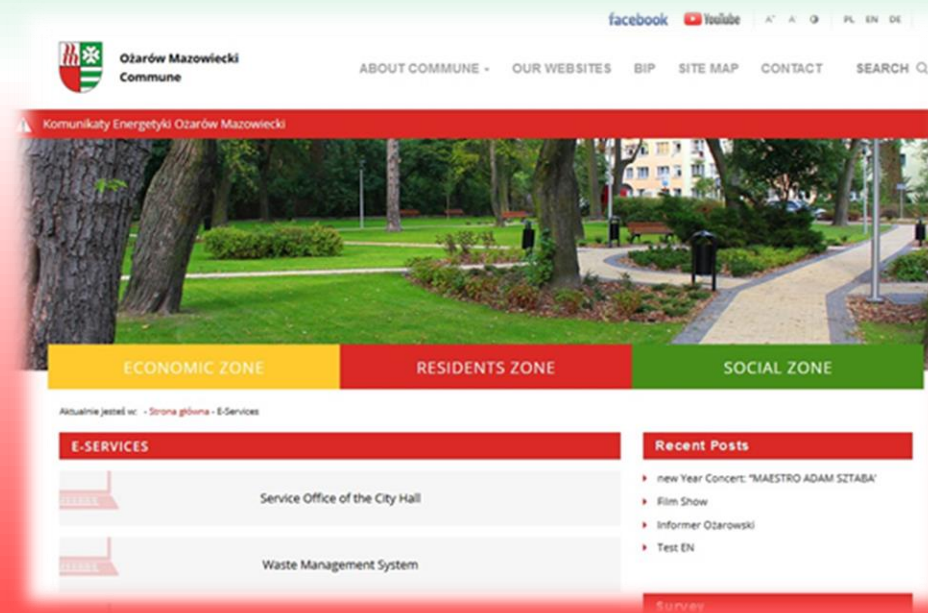 facebook YouTube A+ A PL EN DE
Ożarów Mazowiecki
Commune
ABOUT COMMUNE OUR WEBSITES BIP SITE MAP CONTACT SEARCH
Komunikaty Energetyki Ożarów Mazowiecki
ECONOMIC ZONE RESIDENTS ZONE SOCIAL ZONE
Aktualnie jesteś w: - Strona główna - E-Services
E-SERVICES
Recent Posts
Service Office of the City Hall
Waste Management System
new Year Concert: "MAESTRO ADAM SZTABA'
Film Show
Informer Ożarowski
Test EN
Survey